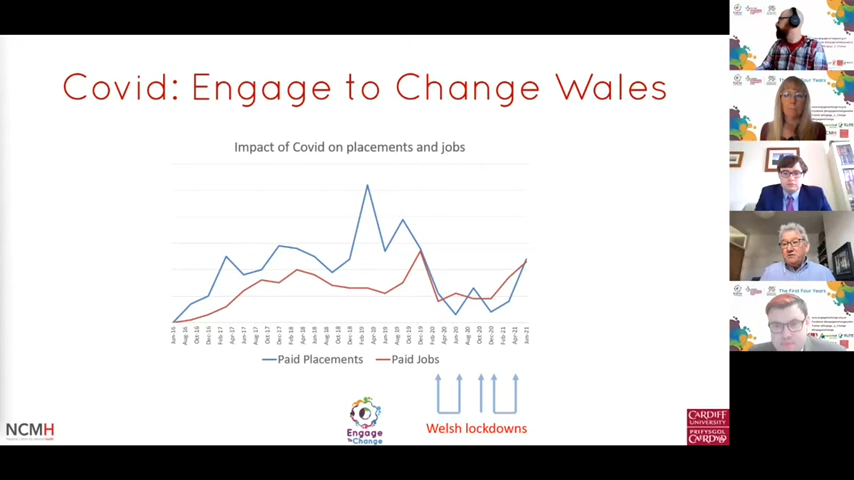 Covid: Engage to Change Wales
Impact of Covid on placements and jobs
Jun-16
Aug-16
Oct-16
Dec-16
Feb-17
Apr-17
Jun-17
Aug-17
Oct-17
Dec-17
Feb-18
Apr-18
Jun-18
Aug-18
Oct-18
Dec-18
Feb-19
Apr-19
Jun-19
Aug-19
Oct-19
Dec-19
Feb-20
Apr-20
Jun-20
Aug-20
Oct-20
Dec-20
Feb-21
Apr-21
Jun-21
Paid Placements
Paid Jobs
Welsh lockdowns
NCMH
Engage
To Change
CARDIFF
UNIVERSITY
PRIFYSGOL
CAERDYDD
The First Four Years